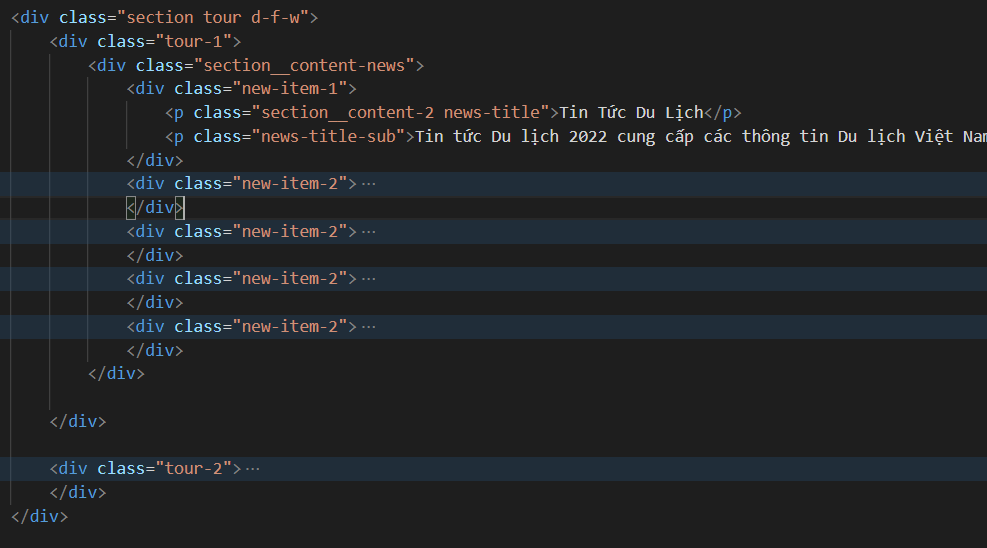 <div class="section tour d-f-w">
<div class="tour-1">
<div class="section__content-news">
<div class="new-item-1">
<p class="section__content-2 news-title">Tin Tức Du Lịch</p>
<p class="news-title-sub">Tin tức Du lịch 2022 cung cấp các thông tin Du lịch Việt Nam
</div>
<div class="new-item-2"> ···
</div>
<div class="new-item-2"> ···
</div>
<div class="new-item-2"> ···
</div>
<div class="new-item-2"> ···
</div>
</div>
</div>
<div class="tour-2"> ···
</div>
</div>